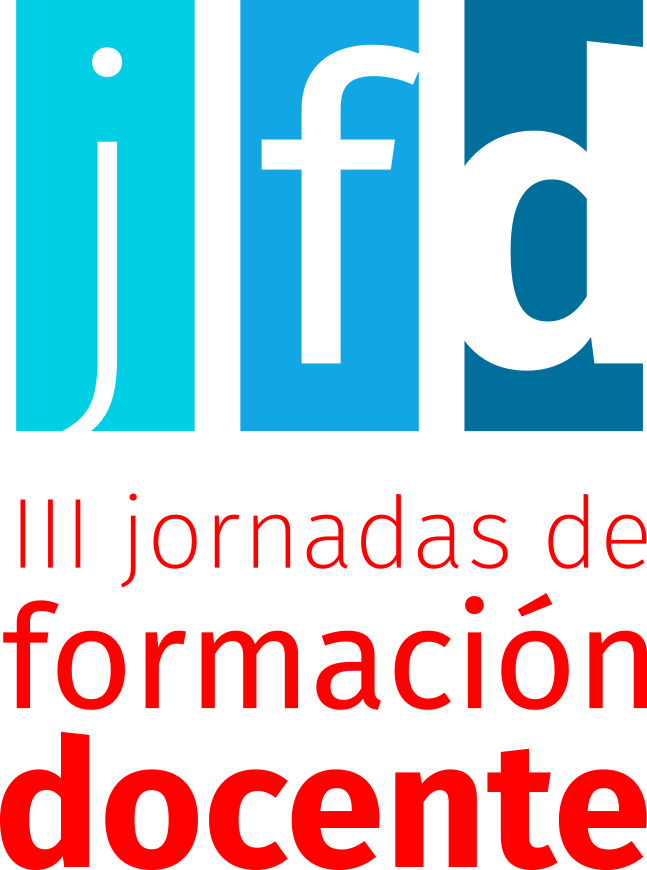 jfd
III jornadas de
formación
docente